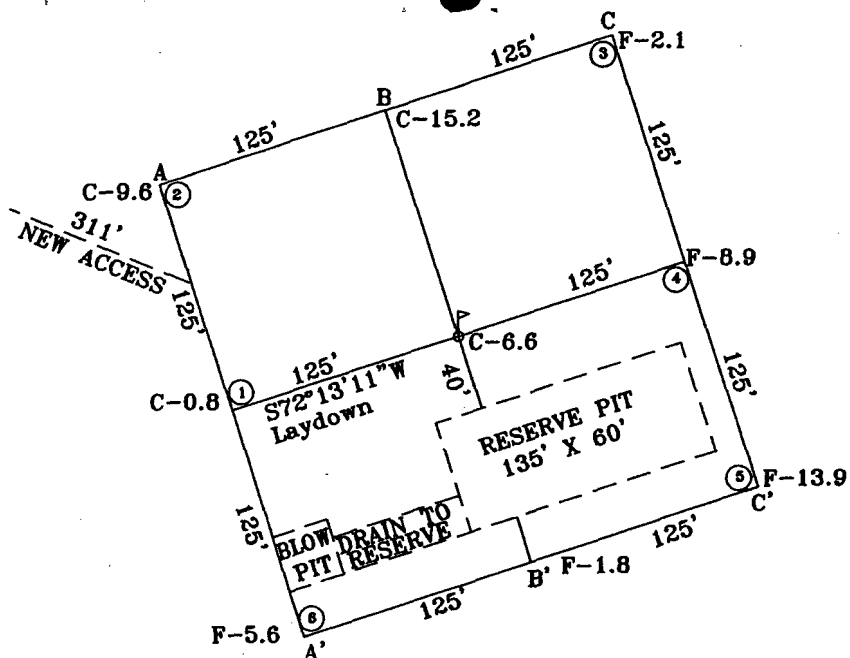 C
3
F-2.1
125'
B
C-15.2
125'
125'
A
C-9.6
2
311'
NEW ACCESS
125'
F-8.9
4
125'
C-6.6
125'
C-0.8
1
S72°13'11"W
Laydown
40'
125'
RESERVE PIT
135' X 60'
5
F-13.9
C'
125'
125'
BLOW
PIT
DRAIN TO
RESERVE
B'
F-1.8
125'
6
F-5.6
A'